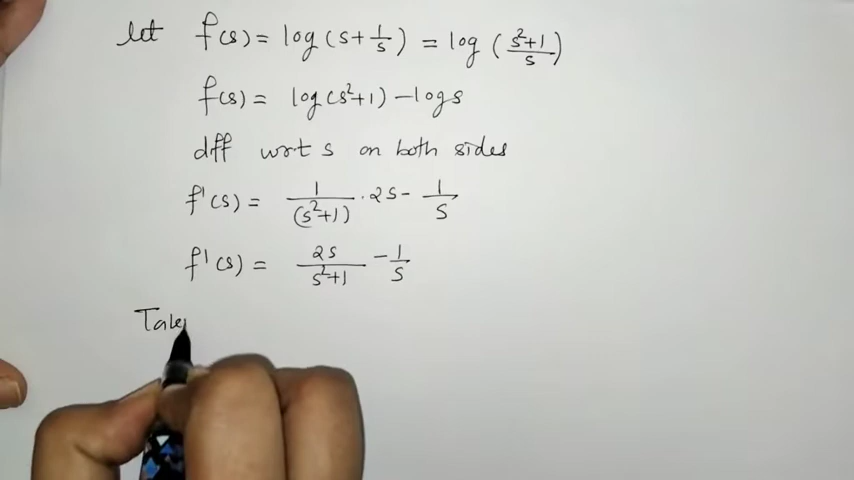 let f(s) = log(s + 1/s) = log((s²+1)/s)
f(s) = log(s²+1) - log s
diff wrt s on both sides
f'(s) = 1/(s²+1) · 2s - 1/s
f'(s) = 2s/(s²+1) - 1/s